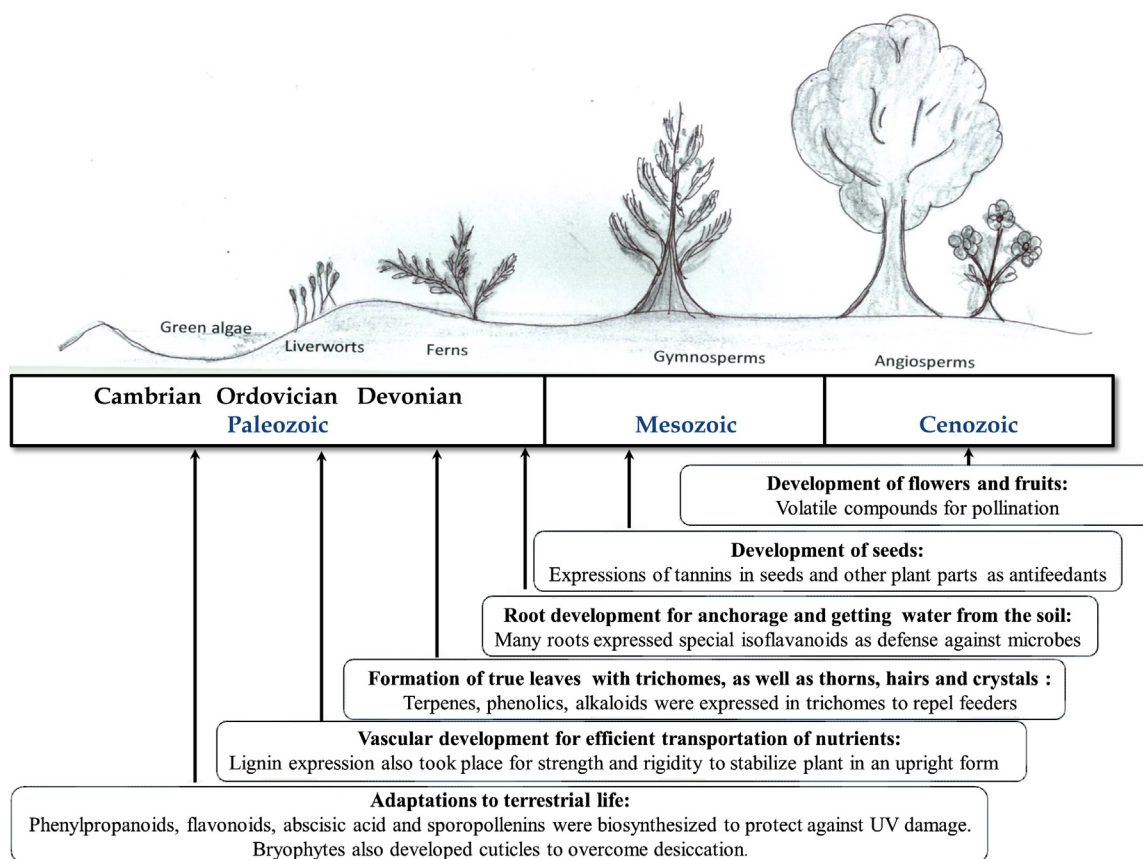 Green algae
Liverworts
Ferns
Gymnosperms
Angiosperms
Cambrian Ordovician Devonian
Paleozoic
Mesozoic
Cenozoic
Development of flowers and fruits:
Volatile compounds for pollination
Development of seeds:
Expressions of tannins in seeds and other plant parts as antifeedants
Root development for anchorage and getting water from the soil:
Many roots expressed special isoflavanoids as defense against microbes
Formation of true leaves with trichomes, as well as thorns, hairs and crystals :
Terpenes, phenolics, alkaloids were expressed in trichomes to repel feeders
Vascular development for efficient transportation of nutrients:
Lignin expression also took place for strength and rigidity to stabilize plant in an upright form
Adaptations to terrestrial life:
Phenylpropanoids, flavonoids, abscisic acid and sporopollenins were biosynthesized to protect against UV damage.
Bryophytes also developed cuticles to overcome desiccation.